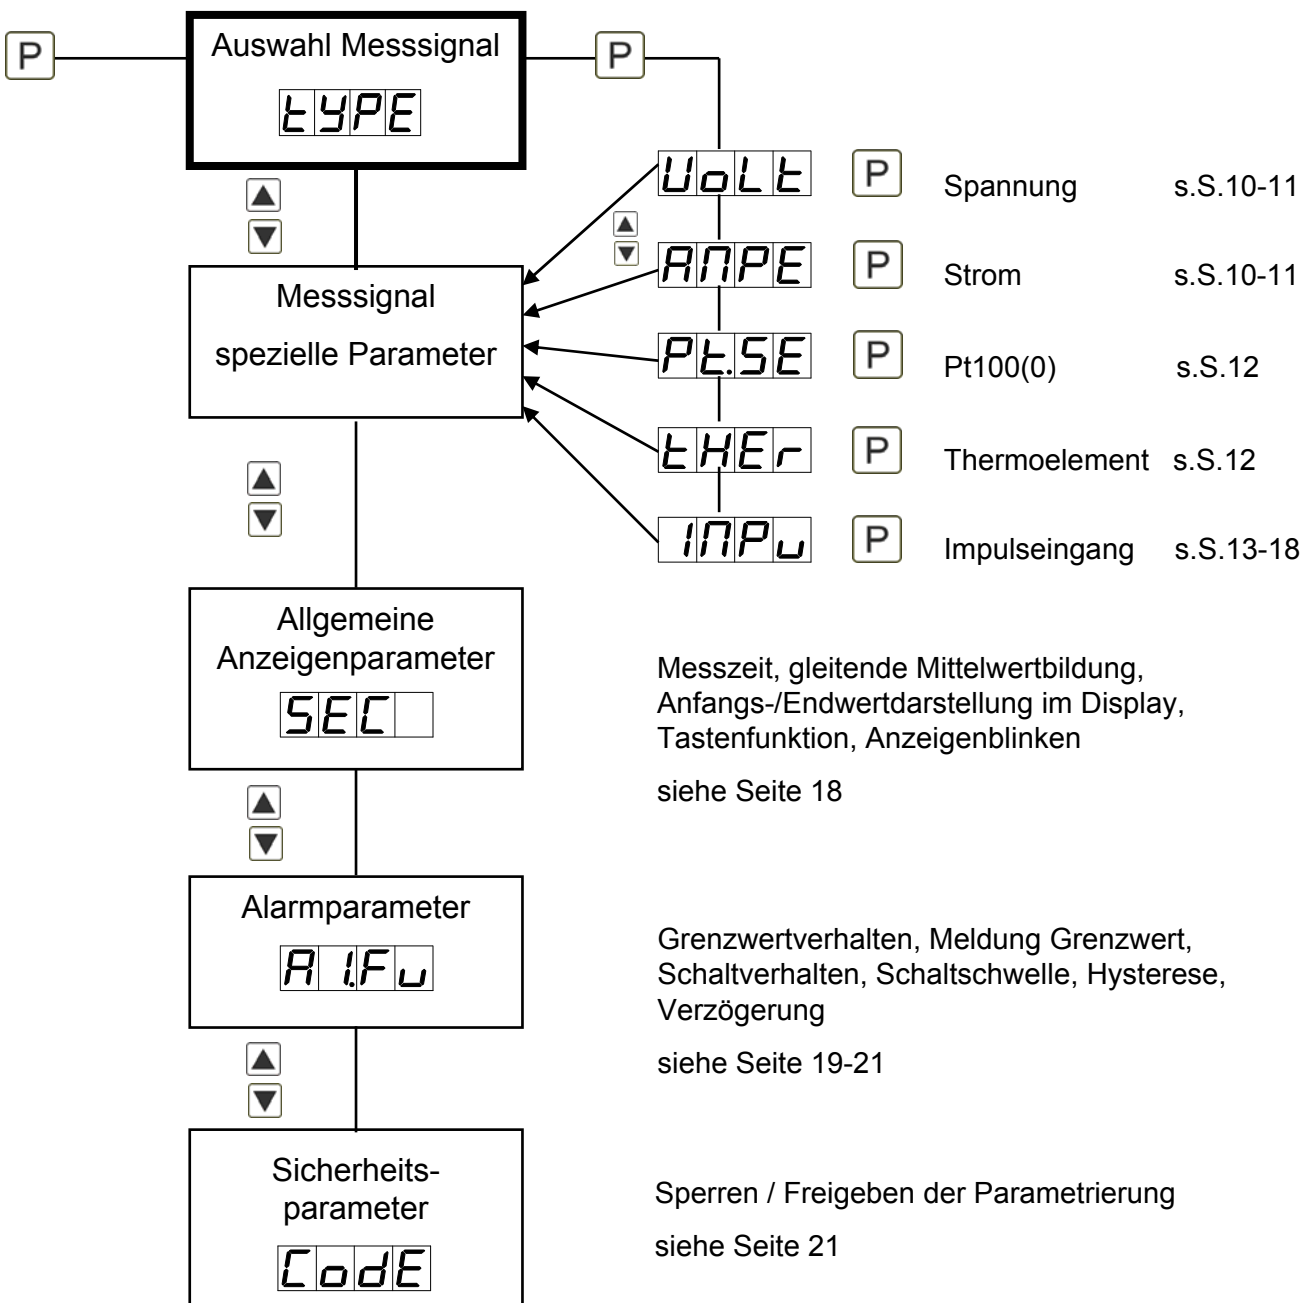 P
Auswahl Messsignal
P
tYPE
VoLt P Spannung s.S.10-11
AMPE P Strom s.S.10-11
Messsignal
spezielle Parameter
Pt.SE P Pt100(0) s.S.12
tHEr P Thermoelement s.S.12
IMPu P Impulseingang s.S.13-18
Allgemeine
Anzeigenparameter
SEC
Messzeit, gleitende Mittelwertbildung,
Anfangs-/Endwertdarstellung im Display,
Tastenfunktion, Anzeigenblinken
siehe Seite 18
Alarmparameter
A1.Fu
Grenzwertverhalten, Meldung Grenzwert,
Schaltverhalten, Schaltschwelle, Hysterese,
Verzögerung
siehe Seite 19-21
Sicherheits-
parameter
CodE
Sperren / Freigeben der Parametrierung
siehe Seite 21